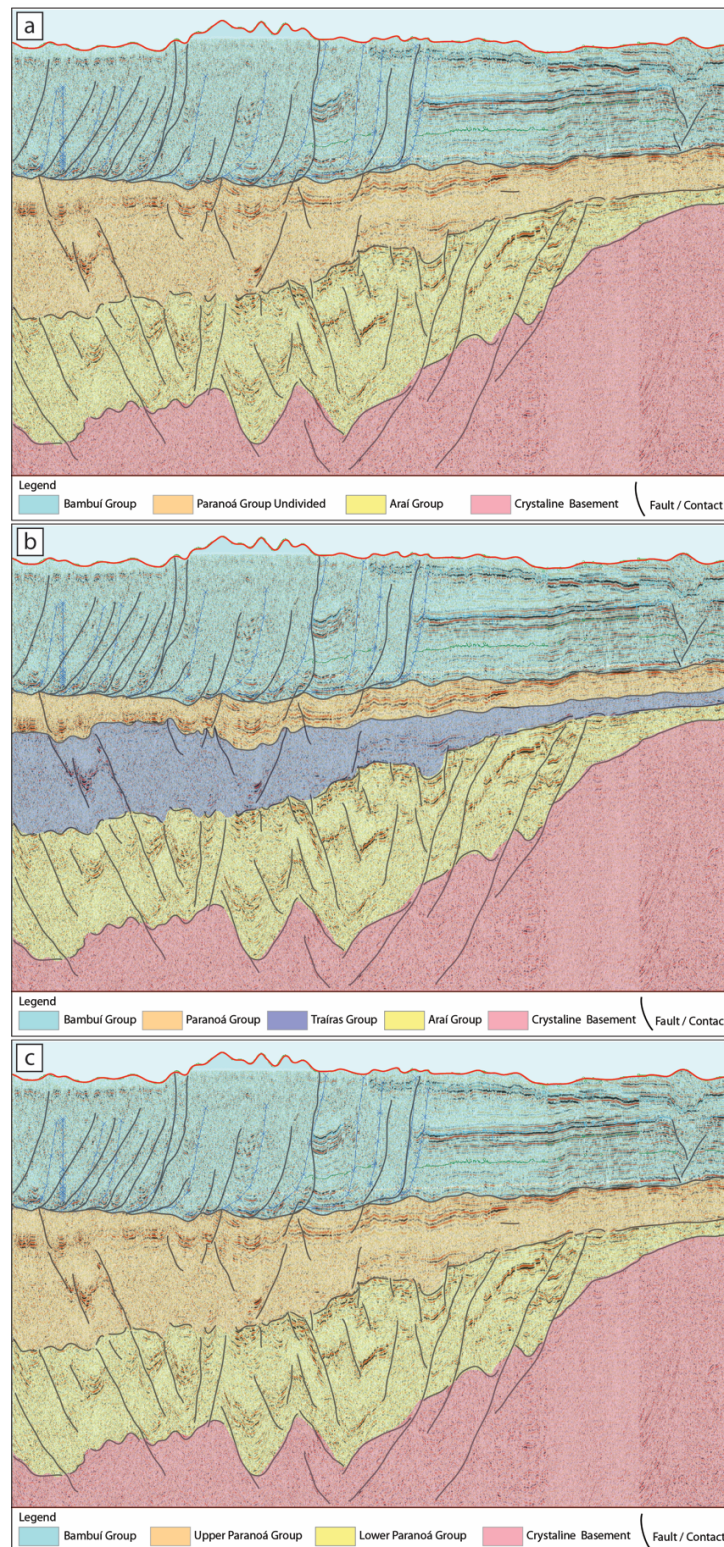 a
Legend
Bambuí Group Paranoá Group Undivided Araí Group Crystaline Basement Fault / Contact
b
Legend
Bambuí Group Paranoá Group Traíras Group Araí Group Crystaline Basement Fault / Contact
c
Legend
Bambuí Group Upper Paranoá Group Lower Paranoá Group Crystaline Basement Fault / Contact